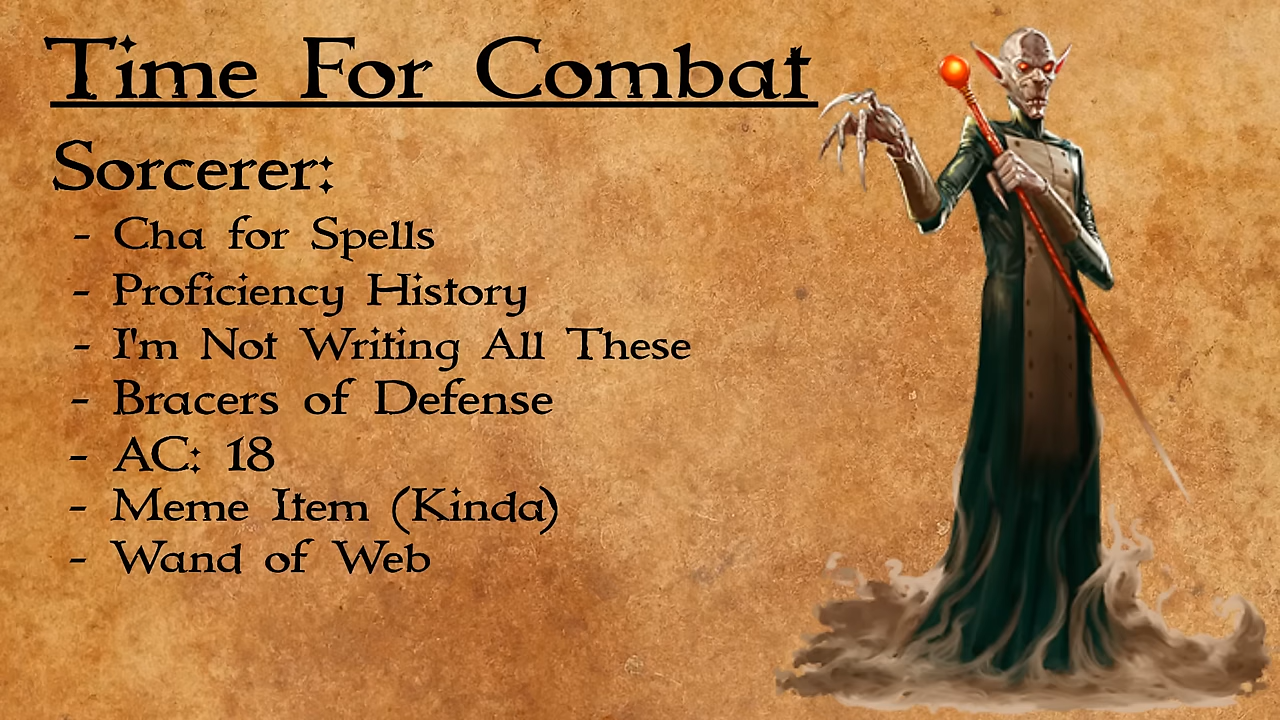 Time For Combat
Sorcerer:
- Cha for Spells
- Proficiency History
- I'm Not Writing All These
- Bracers of Defense
- AC: 18
- Meme Item (Kinda)
- Wand of Web